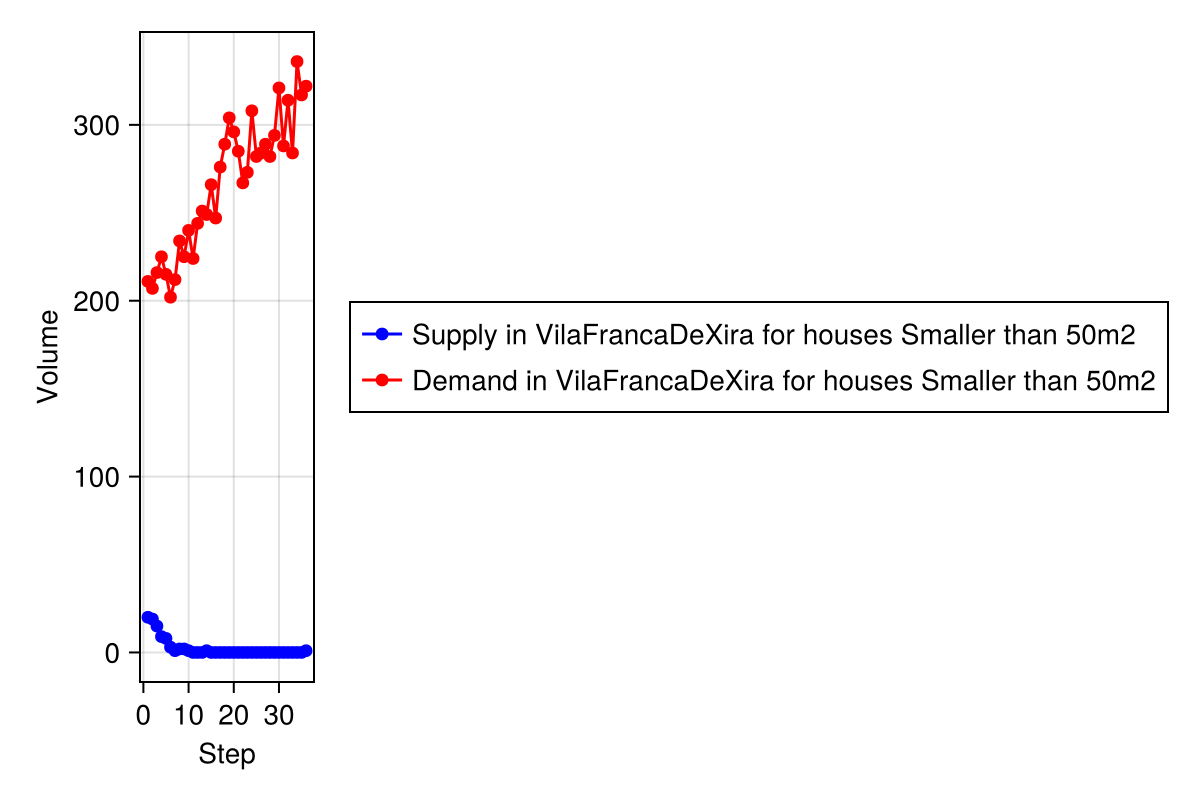 300
200
100
0
Volume
0 10 20 30
Step
Supply in VilaFrancaDeXira for houses Smaller than 50m2
Demand in VilaFrancaDeXira for houses Smaller than 50m2